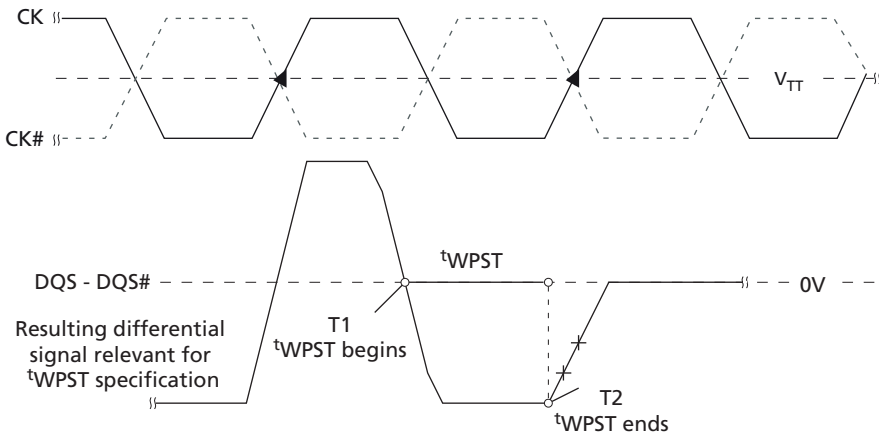 CK
V_TT
CK#
tWPST
DQS - DQS#
0V
T1
tWPST begins
Resulting differential
signal relevant for
tWPST specification
T2
tWPST ends